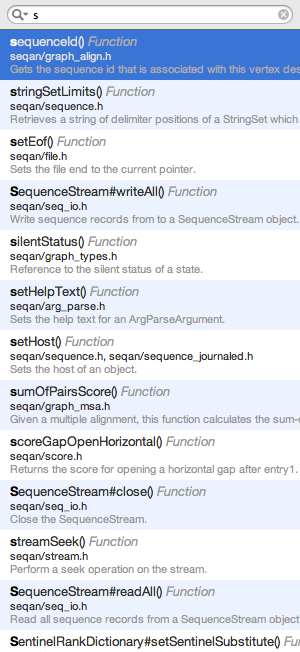 s
sequenceId() Function
seqan/graph_align.h
Gets the sequence id that is associated with this vertex des
stringSetLimits() Function
seqan/sequence.h
Retrieves a string of delimiter positions of a StringSet which
setEof() Function
seqan/file.h
Sets the file end to the current pointer.
SequenceStream#writeAll() Function
seqan/seq_io.h
Write sequence records from to a SequenceStream object.
silentStatus() Function
seqan/graph_types.h
Reference to the silent status of a state.
setHelpText() Function
seqan/arg_parse.h
Sets the help text for an ArgParseArgument.
setHost() Function
seqan/sequence.h, seqan/sequence_journaled.h
Sets the host of an object.
sumOfPairsScore() Function
seqan/graph_msa.h
Given a multiple alignment, this function calculates the sum-o
scoreGapOpenHorizontal() Function
seqan/score.h
Returns the score for opening a horizontal gap after entry1.
SequenceStream#close() Function
seqan/seq_io.h
Close the SequenceStream.
streamSeek() Function
seqan/stream.h
Perform a seek operation on the stream.
SequenceStream#readAll() Function
seqan/seq_io.h
Read all sequence records from a SequenceStream object
SentinelRankDictionary#setSentinelSubstitute() Fu